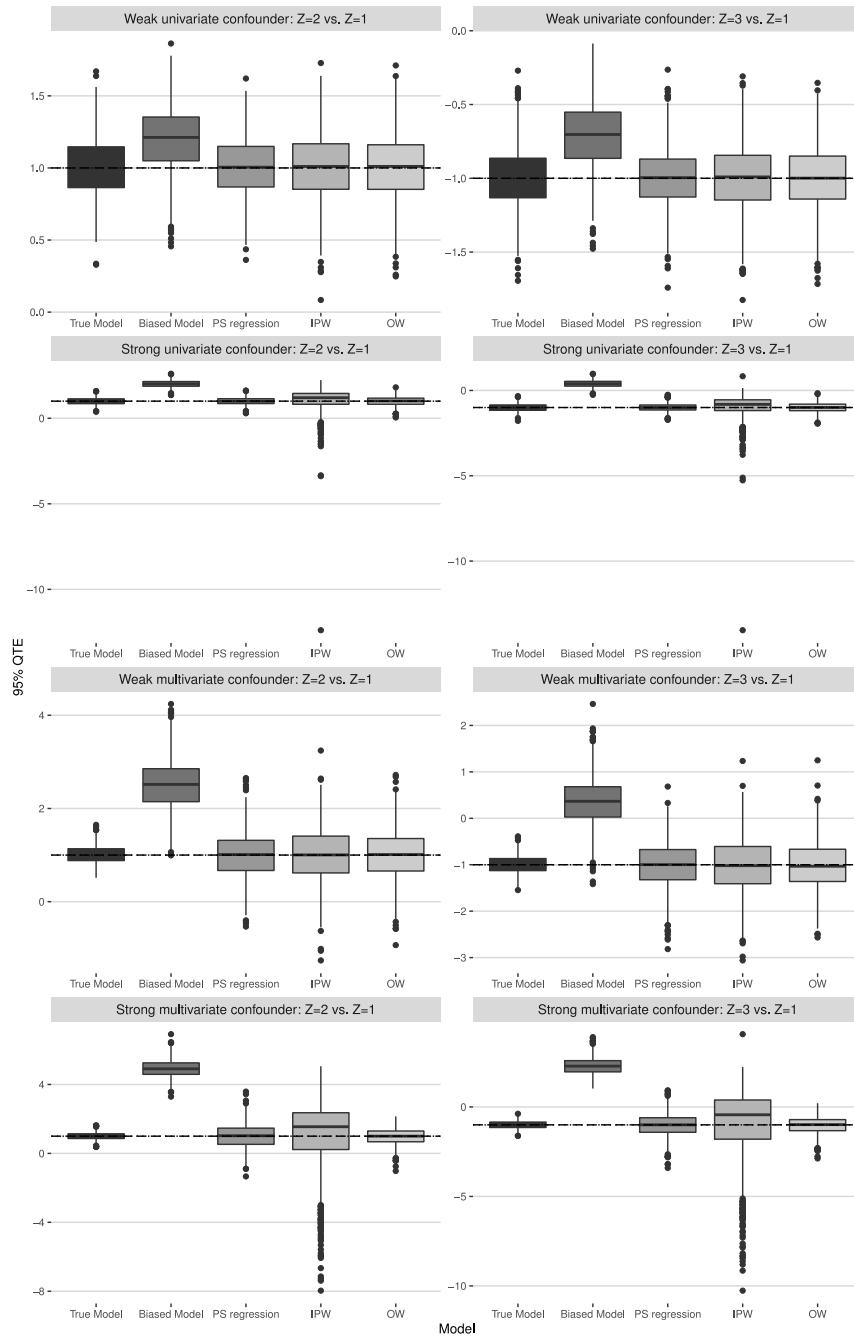 Weak univariate confounder: Z=2 vs. Z=1
Weak univariate confounder: Z=3 vs. Z=1
1.5
1.0
0.5
0.0
0.0
−0.5
−1.0
−1.5
True Model Biased Model PS regression IPW OW
True Model Biased Model PS regression IPW OW
Strong univariate confounder: Z=2 vs. Z=1
Strong univariate confounder: Z=3 vs. Z=1
0
−5
−10
0
−5
−10
True Model Biased Model PS regression IPW OW
True Model Biased Model PS regression IPW OW
95% QTE
Weak multivariate confounder: Z=2 vs. Z=1
Weak multivariate confounder: Z=3 vs. Z=1
4
2
0
2
1
0
−1
−2
−3
True Model Biased Model PS regression IPW OW
True Model Biased Model PS regression IPW OW
Strong multivariate confounder: Z=2 vs. Z=1
Strong multivariate confounder: Z=3 vs. Z=1
4
0
−4
−8
0
−5
−10
True Model Biased Model PS regression IPW OW
True Model Biased Model PS regression IPW OW
Model